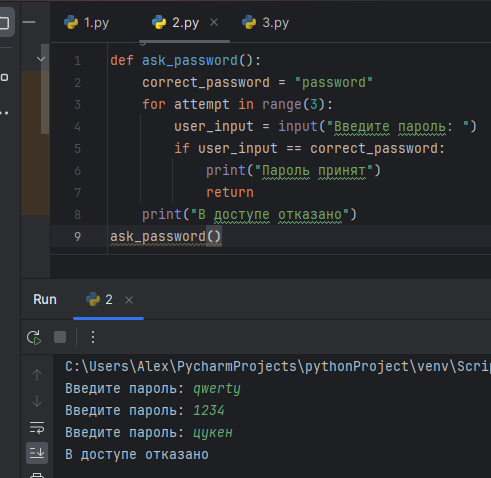 1.py 2.py 3.py
1 def ask_password():
2 correct_password = "password"
3 for attempt in range(3):
4 user_input = input("Введите пароль: ")
5 if user_input == correct_password:
6 print("Пароль принят")
7 return
8 print("В доступе отказано")
9 ask_password()
Run 2
C:\Users\Alex\PycharmProjects\pythonProject\venv\Scrip
Введите пароль: qwerty
Введите пароль: 1234
Введите пароль: цукен
В доступе отказано